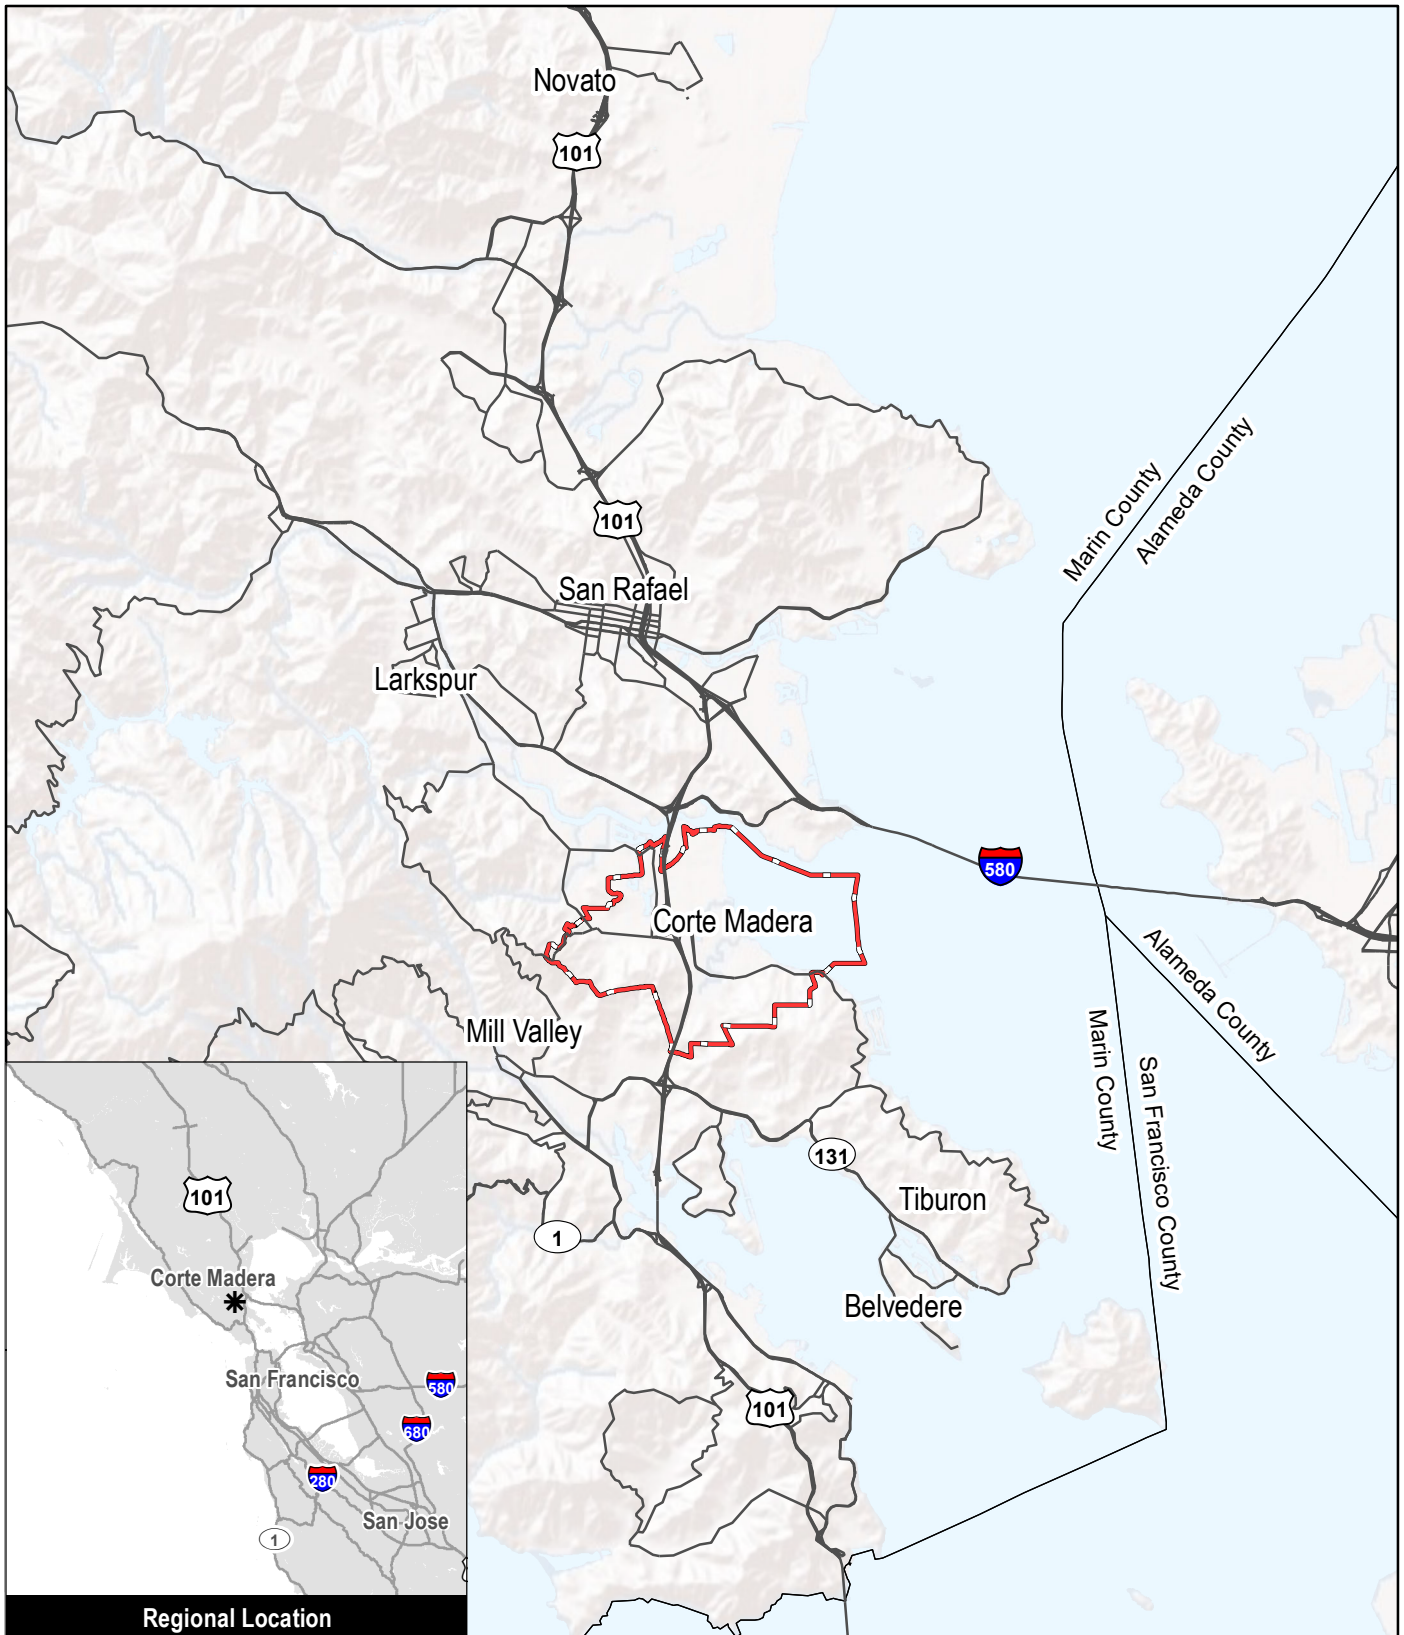 Novato
101
Marin County
Alameda County
101
San Rafael
Larkspur
580
Corte Madera
Alameda County
Mill Valley
Marin County
San Francisco County
131
Tiburon
1
Belvedere
101
101
Corte Madera
San Francisco
580
680
280
San Jose
1
Regional Location